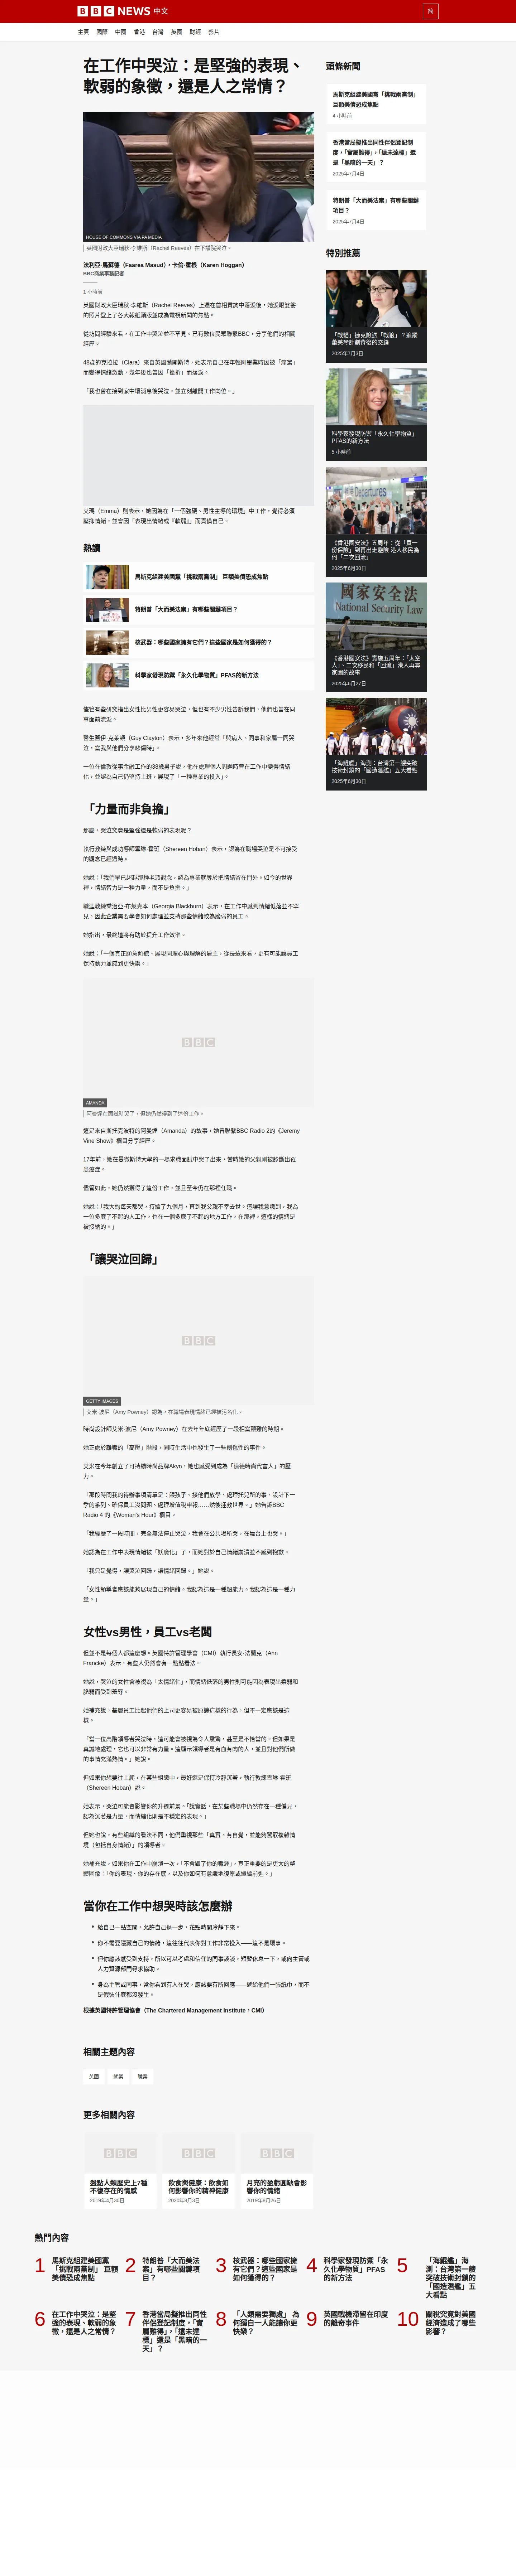 BBC NEWS 中文
简
主頁 國際 中國 香港 台灣 英國 財經 影片
在工作中哭泣：是堅強的表現、
軟弱的象徵，還是人之常情？
HOUSE OF COMMONS VIA PA MEDIA
英國財政大臣瑞秋·李維斯（Rachel Reeves）在下議院哭泣。
法利亞·馬蘇德（Faarea Masud），卡倫·霍根（Karen Hoggan）
BBC商業事務記者
1 小時前
英國財政大臣瑞秋·李維斯（Rachel Reeves）上週在首相質詢中落淚後，她淚眼婆娑
的照片登上了各大報紙頭版並成為電視新聞的焦點。
從坊間經驗來看，在工作中哭泣並不罕見。已有數位民眾聯繫BBC，分享他們的相關
經歷。
48歲的克拉拉（Clara）來自英國蘭開斯特，她表示自己在年輕剛畢業時因被「痛罵」
而變得情緒激動，幾年後也曾因「挫折」而落淚。
「我也曾在接到家中壞消息後哭泣，並立刻離開工作崗位。」
艾瑪（Emma）則表示，她因為在「一個強硬、男性主導的環境」中工作，覺得必須
壓抑情緒，並會因「表現出情緒或『軟弱』」而責備自己。
熱讀
馬斯克組建美國黨「挑戰兩黨制」 巨額美債恐成焦點
特朗普「大而美法案」有哪些關鍵項目？
核武器：哪些國家擁有它們？這些國家是如何獲得的？
科學家發現防禦「永久化學物質」PFAS的新方法
儘管有些研究指出女性比男性更容易哭泣，但也有不少男性告訴我們，他們也曾在同
事面前流淚。
醫生蓋伊·克萊頓（Guy Clayton）表示，多年來他經常「與病人、同事和家屬一同哭
泣，當我與他們分享悲傷時」。
一位在倫敦從事金融工作的38歲男子說，他在處理個人問題時曾在工作中變得情緒
化，並認為自己仍堅持上班，展現了「一種專業的投入」。
「力量而非負擔」
那麼，哭泣究竟是堅強還是軟弱的表現呢？
執行教練與成功導師雪琳·霍班（Shereen Hoban）表示，認為在職場哭泣是不可接受
的觀念已經過時。
她說：「我們早已超越那種老派觀念，認為專業就等於把情緒留在門外。如今的世界
裡，情緒智力是一種力量，而不是負擔。」
職涯教練喬治亞·布萊克本（Georgia Blackburn）表示，在工作中感到情緒低落並不罕
見，因此企業需要學會如何處理並支持那些情緒較為脆弱的員工。
她指出，最終這將有助於提升工作效率。
她說：「一個真正願意傾聽、展現同理心與理解的雇主，從長遠來看，更有可能讓員工
保持動力並感到更快樂。」
BBC
AMANDA
阿曼達在面試時哭了，但她仍然得到了這份工作。
這是來自斯托克波特的阿曼達（Amanda）的故事，她曾聯繫BBC Radio 2的《Jeremy
Vine Show》欄目分享經歷。
17年前，她在曼徹斯特大學的一場求職面試中哭了出來，當時她的父親剛被診斷出罹
患癌症。
儘管如此，她仍然獲得了這份工作，並且至今仍在那裡任職。
她說：「我大約每天都哭，持續了九個月，直到我父親不幸去世。這讓我意識到，我為
一位多麼了不起的人工作，也在一個多麼了不起的地方工作，在那裡，這樣的情緒是
被接納的。」
「讓哭泣回歸」
BBC
GETTY IMAGES
艾米·波尼（Amy Powney）認為，在職場表現情緒已經被污名化。
時尚設計師艾米·波尼（Amy Powney）在去年年底經歷了一段相當艱難的時期。
她正處於離職的「高壓」階段，同時生活中也發生了一些創傷性的事件。
艾米在今年創立了可持續時尚品牌Akyn，她也感受到成為「道德時尚代言人」的壓
力。
「那段時間我的待辦事項清單是：餵孩子、接他們放學、處理托兒所的事、設計下一
季的系列、確保員工沒問題、處理增值稅申報……然後拯救世界。」她告訴BBC
Radio 4 的《Woman's Hour》欄目。
「我經歷了一段時間，完全無法停止哭泣，我會在公共場所哭，在舞台上也哭。」
她認為在工作中表現情緒被「妖魔化」了，而她對於自己情緒崩潰並不感到抱歉。
「我只是覺得，讓哭泣回歸，讓情緒回歸。」她說。
「女性領導者應該能夠展現自己的情緒。我認為這是一種超能力。我認為這是一種力
量。」
女性vs男性，員工vs老闆
但並不是每個人都這麼想。英國特許管理學會（CMI）執行長安·法蘭克（Ann
Francke）表示，有些人仍然會有一點點看法。
她說，哭泣的女性會被視為「太情緒化」，而情緒低落的男性則可能因為表現出柔弱和
脆弱而受到羞辱。
她補充說，基層員工比起他們的上司更容易被原諒這樣的行為，但不一定應該是這
樣。
「當一位高階領導者哭泣時，這可能會被視為令人震驚，甚至是不恰當的。但如果是
真誠地處理，它也可以非常有力量。這顯示領導者是有血有肉的人，並且對他們所做
的事情充滿熱情。」她說。
但如果你想要往上爬，在某些組織中，最好還是保持冷靜沉著，執行教練雪琳·霍班
（Shereen Hoban）說。
她表示，哭泣可能會影響你的升遷前景。「說實話，在某些職場中仍然存在一種偏見，
認為沉著是力量，而情緒化則是不穩定的表現。」
但她也說，有些組織的看法不同，他們重視那些「真實、有自覺，並能夠駕馭複雜情
境（包括自身情緒）」的領導者。
她補充說，如果你在工作中崩潰一次，「不會毀了你的職涯」，真正重要的是更大的整
體圖像：「你的表現、你的存在感，以及你如何有意識地復原或繼續前進。」
當你在工作中想哭時該怎麼辦
給自己一點空間，允許自己退一步，花點時間冷靜下來。
你不需要隱藏自己的情緒，這往往代表你對工作非常投入——這不是壞事。
但你應該感受到支持，所以可以考慮和信任的同事談談，短暫休息一下，或向主管或
人力資源部門尋求協助。
身為主管或同事，當你看到有人在哭，應該要有所回應——遞給他們一張紙巾，而不
是假裝什麼都沒發生。
根據英國特許管理協會（The Chartered Management Institute，CMI）
相關主題內容
英國 就業 職業
更多相關內容
BBC BBC BBC
盤點人類歷史上7種
不復存在的情感
2019年4月30日
飲食與健康：飲食如
何影響你的精神健康
2020年6月3日
月亮的盈虧圓缺會影
響你的情緒
2019年8月26日
頭條新聞
馬斯克組建美國黨「挑戰兩黨制」
巨額美債恐成焦點
4 小時前
香港當局擬推出同性伴侶登記制
度，「實屬難得」，「遠未達標」還
是「黑暗的一天」？
2025年7月4日
特朗普「大而美法案」有哪些關鍵
項目？
2025年7月4日
特別推薦
「戰貓」捷克險遇「戰狼」？追蹤
蕭美琴計劃背後的交鋒
2025年7月3日
科學家發現防禦「永久化學物質」
PFAS的新方法
5 小時前
Departures
《香港國安法》五周年：從「買一
份保險」到再出走避險 港人移民為
何「二次回流」
2025年6月30日
國家安全法
National Security Law
《香港國安法》實施五周年：「太空
人」、二次移民和「回流」港人再尋
家園的故事
2025年6月27日
「海鯤艦」海測：台灣第一艘突破
技術封鎖的「國造潛艦」五大看點
2025年6月30日
熱門內容
1 馬斯克組建美國黨
「挑戰兩黨制」 巨額
美債恐成焦點
2 特朗普「大而美法
案」有哪些關鍵項
目？
3 核武器：哪些國家擁
有它們？這些國家是
如何獲得的？
4 科學家發現防禦「永
久化學物質」PFAS
的新方法
5 「海鯤艦」海
測：台灣第一艘
突破技術封鎖的
「國造潛艦」五
大看點
6 在工作中哭泣：是堅
強的表現、軟弱的象
徵，還是人之常情？
7 香港當局擬推出同性
伴侶登記制度，「實
屬難得」，「遠未達
標」還是「黑暗的一
天」？
8 「人類需要獨處」 為
何獨自一人能讓你更
快樂？
9 英國戰機滯留在印度
的離奇事件
10 關稅究竟對美國
經濟造成了哪些
影響？